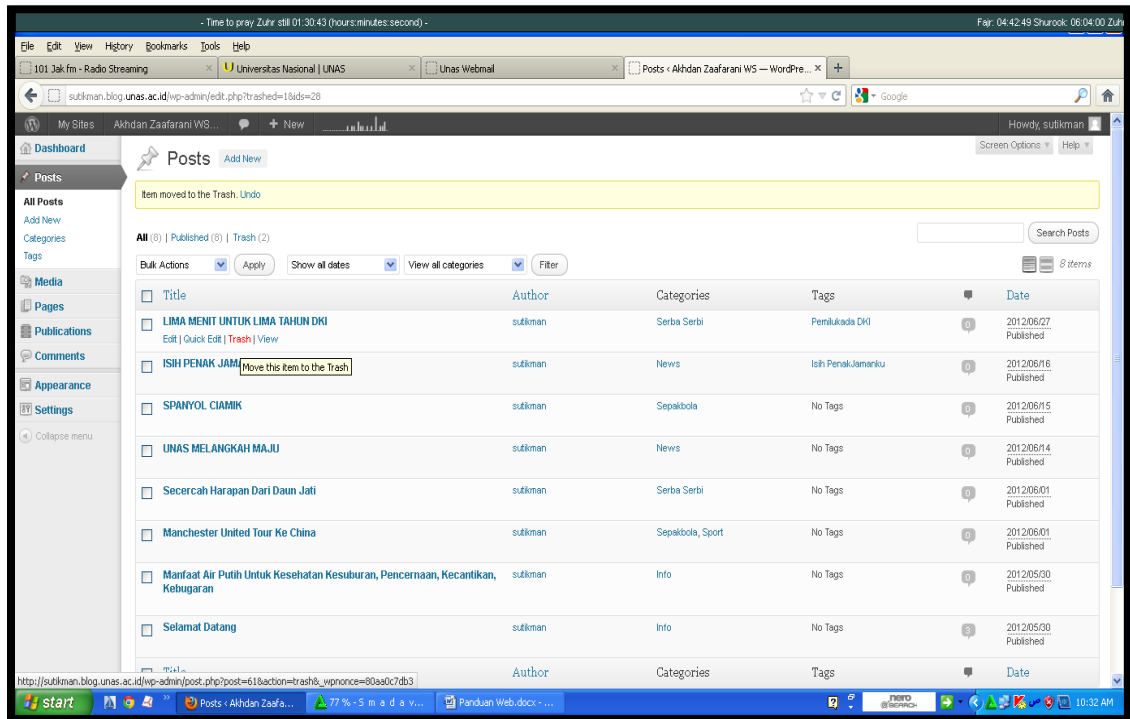 - Time to pray Zuhr still 01:30:43 (hours:minutes:second) -
Fajr: 04:42:49 Shurook: 06:04:00 Zuh
File Edit View History Bookmarks Tools Help
101 Jak fm - Radio Streaming
Universitas Nasional | UNAS
Unas Webmail
Posts ‹ Akhdan Zaafarani WS — WordPre...
sutikman.blog.unas.ac.id/wp-admin/edit.php?trashed=1&ids=28
Google
My Sites Akhdan Zaafarani WS... + New
Howdy, sutikman
Dashboard
Posts
All Posts
Add New
Categories
Tags
Media
Pages
Publications
Comments
Appearance
Settings
Collapse menu
Posts Add New
Screen Options Help
Item moved to the Trash. Undo
All (8) | Published (8) | Trash (2)
Search Posts
Bulk Actions Apply Show all dates View all categories Filter
8 items
Title Author Categories Tags Date
LIMA MENIT UNTUK LIMA TAHUN DKI sutikman Serba Serbi Pemilukada DKI 0 2012/06/27
Edit | Quick Edit | Trash | View Published
Move this item to the Trash
ISIH PENAK JAM sutikman News Isih PenakJamanku 0 2012/06/16
Published
SPANYOL CIAMIK sutikman Sepakbola No Tags 0 2012/06/15
Published
UNAS MELANGKAH MAJU sutikman News No Tags 0 2012/06/14
Published
Secercah Harapan Dari Daun Jati sutikman Serba Serbi No Tags 0 2012/06/01
Published
Manchester United Tour Ke China sutikman Sepakbola, Sport No Tags 0 2012/06/01
Published
Manfaat Air Putih Untuk Kesehatan Kesuburan, Pencernaan, Kecantikan, sutikman Info No Tags 0 2012/05/30
Kebugaran Published
Selamat Datang sutikman Info No Tags 3 2012/05/30
Published
Title Author Categories Tags Date
http://sutikman.blog.unas.ac.id/wp-admin/post.php?post=61&action=trash&_wpnonce=80aa0c7db3
start
Posts ‹ Akhdan Zaafa...
77 % - S m a d a v...
Panduan Web.docx - ...
nero
SEARCH
10:32 AM